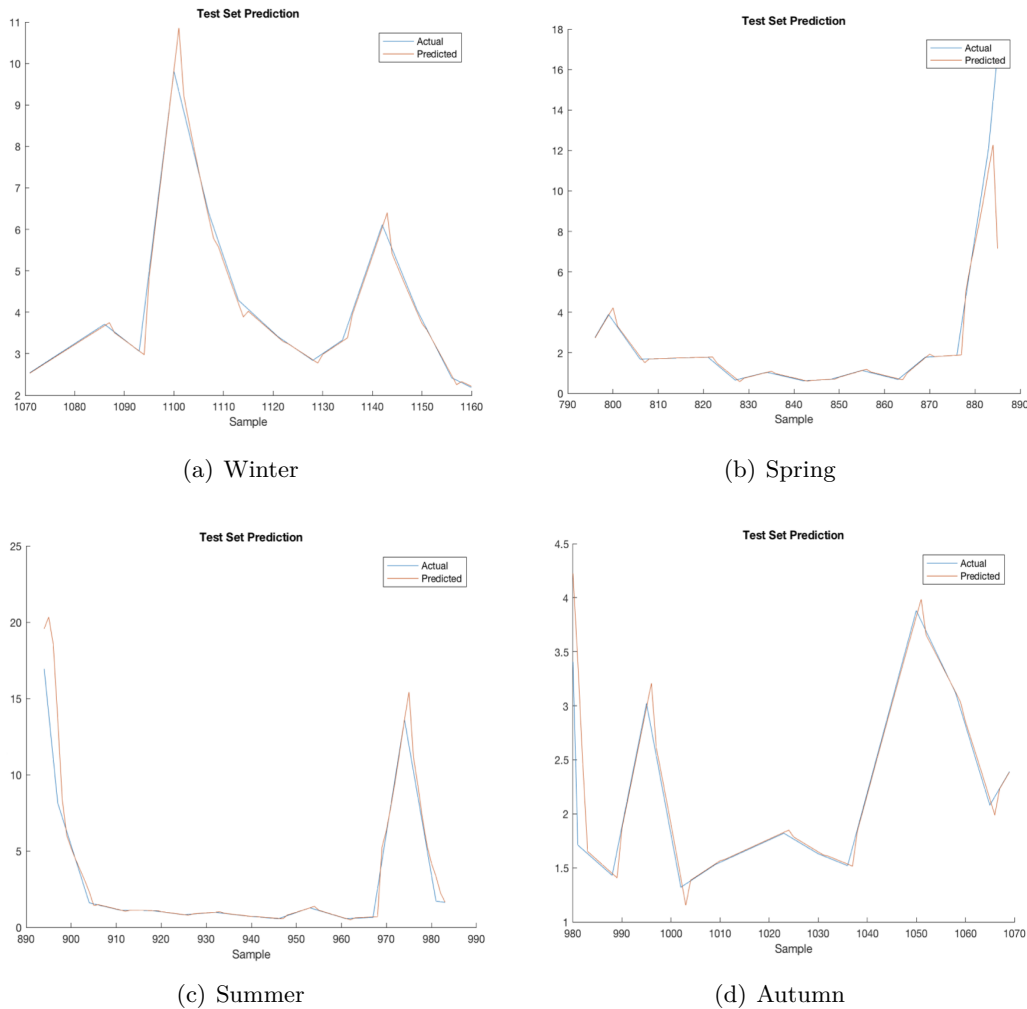 Test Set Prediction
Actual
Predicted
11
10
9
8
7
6
5
4
3
2
1070 1080 1090 1100 1110 1120 1130 1140 1150 1160
Sample
(a) Winter
Test Set Prediction
Actual
Predicted
18
16
14
12
10
8
6
4
2
0
790 800 810 820 830 840 850 860 870 880 890
Sample
(b) Spring
Test Set Prediction
Actual
Predicted
25
20
15
10
5
0
890 900 910 920 930 940 950 960 970 980 990
Sample
(c) Summer
Test Set Prediction
Actual
Predicted
4.5
4
3.5
3
2.5
2
1.5
1
980 990 1000 1010 1020 1030 1040 1050 1060 1070
Sample
(d) Autumn